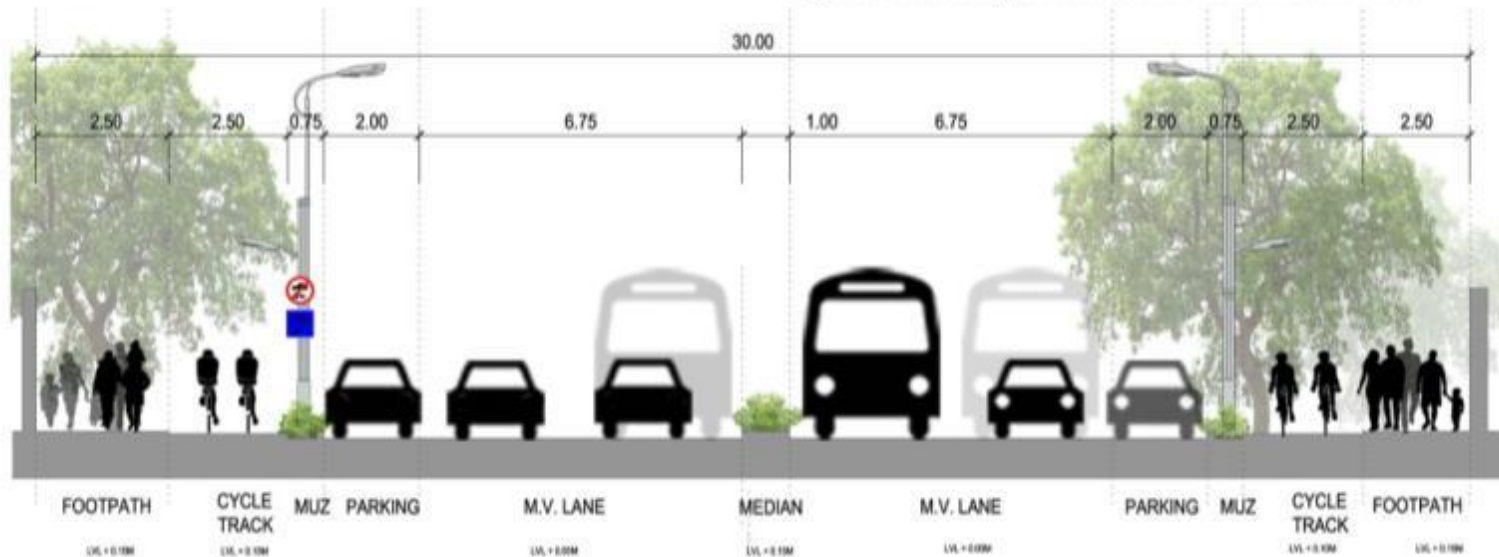 30.00
2.50 2.50 0.75 2.00 6.75 1.00 6.75 2.00 0.75 2.50 2.50
FOOTPATH CYCLE TRACK MUZ PARKING M.V. LANE MEDIAN M.V. LANE PARKING MUZ CYCLE TRACK FOOTPATH